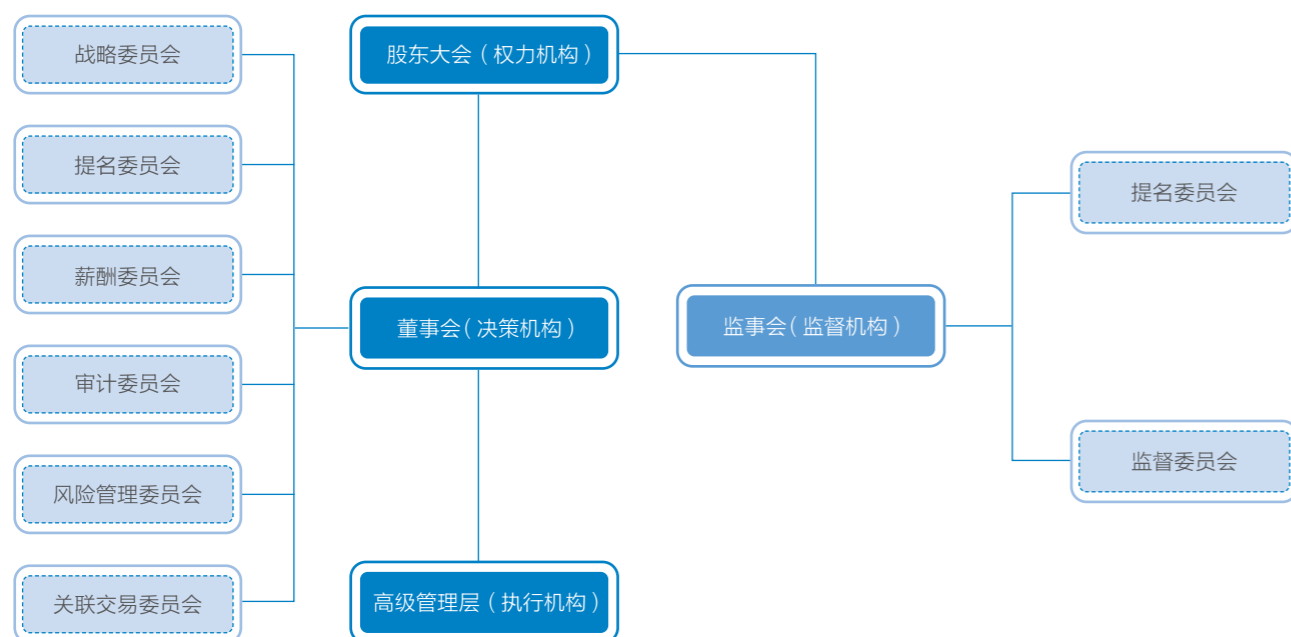 战略委员会
提名委员会
薪酬委员会
审计委员会
风险管理委员会
关联交易委员会
股东大会（权力机构）
董事会（决策机构）
高级管理层（执行机构）
监事会（监督机构）
提名委员会
监督委员会